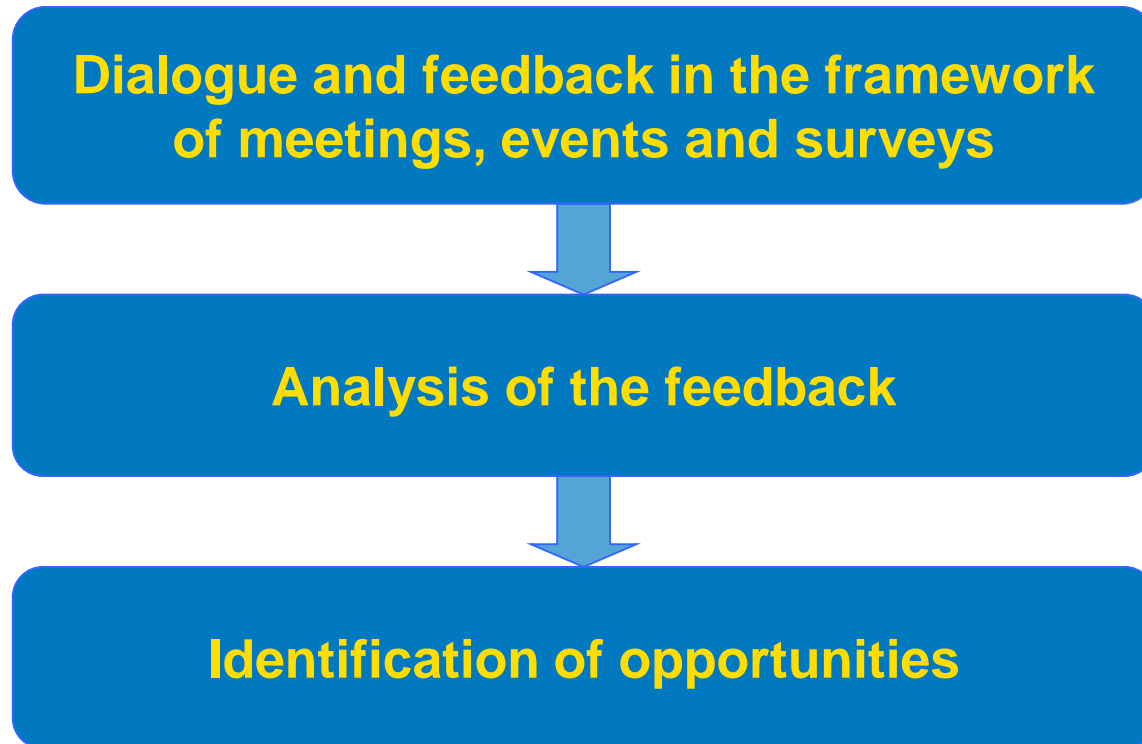 Dialogue and feedback in the framework
of meetings, events and surveys
Analysis of the feedback
Identification of opportunities